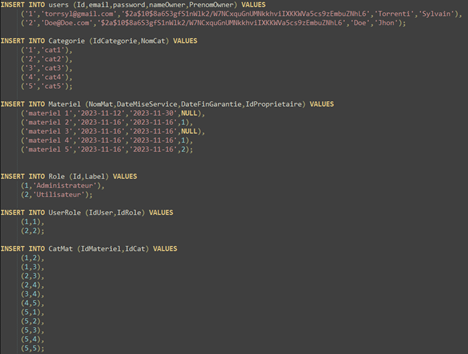 INSERT INTO users (Id,email,password,nameOwner,PrenomOwner) VALUES
('1','torrsyl@gmail.com','$2a$10$8a6S3gF51nWlk2/W7NCxquGnUMNkkhviIXKXWVa5cs9zEmbuZNhL6','Torrenti','Sylvain'),
('2','Doe@Doe.com','$2a$10$8a6S3gF51nWlk2/W7NCxquGnUMNkkhviIXKXWVa5cs9zEmbuZNhL6','Doe','Jhon');
INSERT INTO Categorie (IdCategorie,NomCat) VALUES
('1','cat1'),
('2','cat2'),
('3','cat3'),
('4','cat4'),
('5','cat5');
INSERT INTO Materiel (NomMat,DateMiseService,DateFinGarantie,IdProprietaire) VALUES
('materiel 1','2023-11-12','2023-11-30',NULL),
('materiel 2','2023-11-16','2023-11-16',1),
('materiel 3','2023-11-16','2023-11-16',NULL),
('materiel 4','2023-11-16','2023-11-16',1),
('materiel 5','2023-11-16','2023-11-16',2);
INSERT INTO Role (Id,Label) VALUES
(1,'Administrateur'),
(2,'Utilisateur');
INSERT INTO UserRole (IdUser,IdRole) VALUES
(1,1),
(2,2);
INSERT INTO CatMat (IdMateriel,IdCat) VALUES
(1,2),
(1,3),
(2,3),
(2,4),
(3,4),
(4,5),
(5,1),
(5,2),
(5,3),
(5,4),
(5,5);